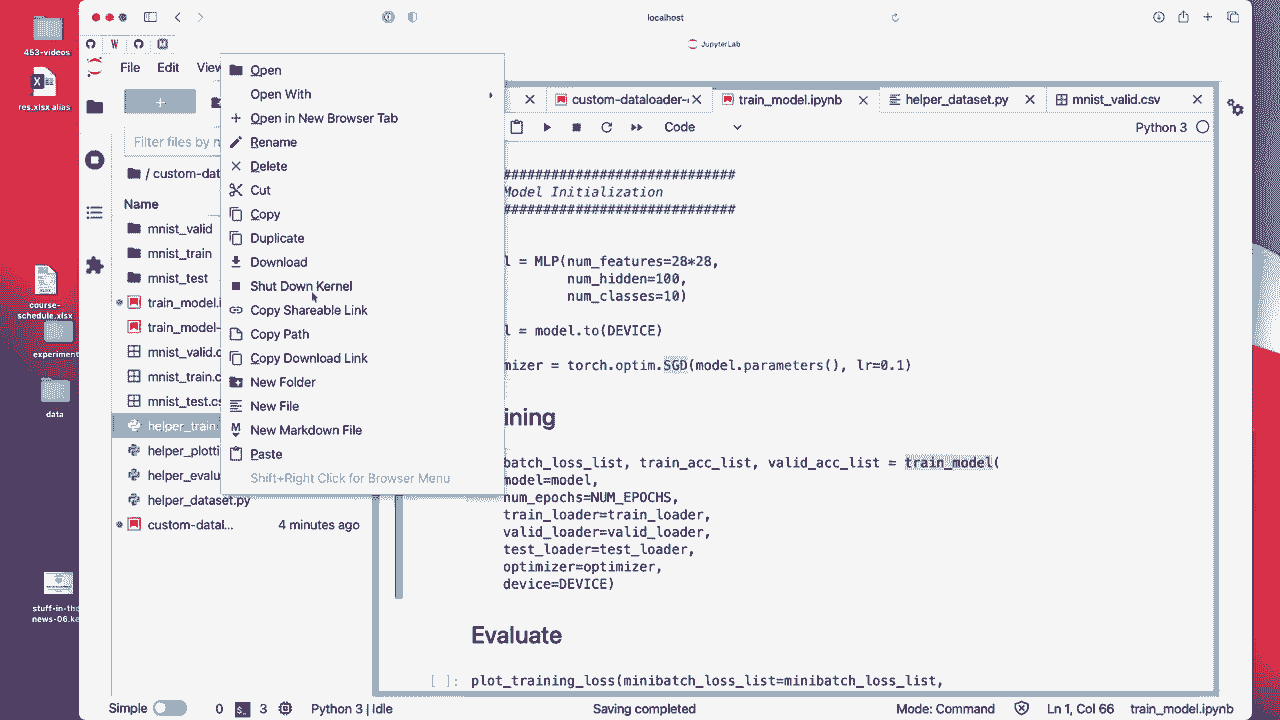 localhost
JupyterLab
453-videos
res.xlsx alias
course-
schedule.xlsx
experiment
data
stuff-in-the
news-06.ke
File Edit View
Filter files by n
/ custom-dat
Name
mnist_valid
mnist_train
mnist_test
train_model.i
train_model-
mnist_valid.c
mnist_train.c
mnist_test.cs
helper_train.
helper_plotti
helper_evalu
helper_dataset.py
custom-datal... 4 minutes ago
Open
Open With
Open in New Browser Tab
Rename
Delete
Cut
Copy
Duplicate
Download
Shut Down Kernel
Copy Shareable Link
Copy Path
Copy Download Link
New Folder
New File
New Markdown File
Paste
Shift+Right Click for Browser Menu
custom-dataloader- train_model.ipynb helper_dataset.py mnist_valid.csv
Code Python 3
############################
Model Initialization
############################
l = MLP(num_features=28*28,
num_hidden=100,
num_classes=10)
l = model.to(DEVICE)
mizer = torch.optim.SGD(model.parameters(), lr=0.1)
ining
batch_loss_list, train_acc_list, valid_acc_list = train_model(
model=model,
num_epochs=NUM_EPOCHS,
train_loader=train_loader,
valid_loader=valid_loader,
test_loader=test_loader,
optimizer=optimizer,
device=DEVICE)
Evaluate
[ ]: plot_training_loss(minibatch_loss_list=minibatch_loss_list,
Simple 0 3 Python 3 | Idle Saving completed Mode: Command Ln 1, Col 66 train_model.ipynb